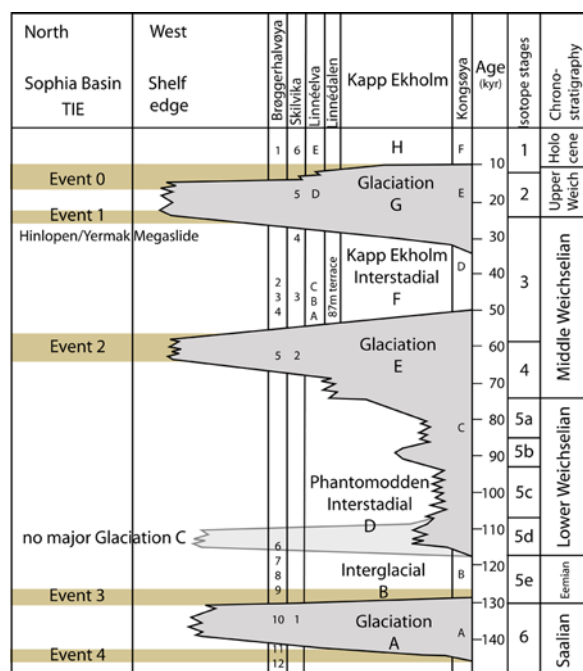 North
West
Sophia Basin
TIE
Shelf
edge
Brøggerhalvøya
Skilvika
Linnéelva
Linnédalen
Kapp Ekholm
Kongsøya
Age
(kyr)
Isotope stages
Chrono-
stratigraphy
1 6 E H F 1 Holo
cene
10
Event 0
Glaciation
G
5 D E 20 2 Upper
Weich
Event 1
Hinlopen/Yermak Megaslide
4 30
Kapp Ekholm
Interstadial
F
D
2
3
4
3
C
B
A
87m terrace
40
3
50
Middle Weichselian
Event 2
5 2
Glaciation
E
60
4
70
80 5a
C
5b
90
Phantomodden
Interstadial
D
5c
100
Lower Weichselian
no major Glaciation C
110 5d
6
7
8
9
Interglacial
B
B
120
5e
Eemian
Event 3
130
10 1
Glaciation
A
A
6
140
Saalian
Event 4
11
12